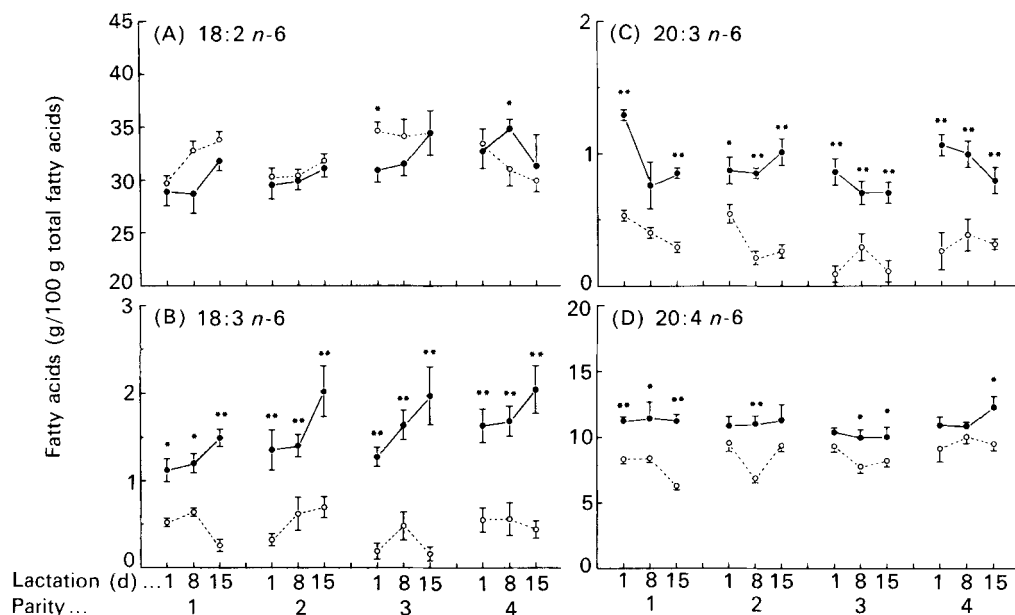 Fatty acids (g/100 g total fatty acids)
(A) 18:2 n-6
45
40
35
30
25
20
* *
(C) 20:3 n-6
2
1
0
** ** * ** ** ** ** ** ** ** **
(B) 18:3 n-6
3
2
1
0
* * ** ** ** ** ** ** ** ** ** **
(D) 20:4 n-6
20
15
10
5
0
** * ** ** * * *
Lactation (d) ... 1 8 15 1 8 15 1 8 15 1 8 15 1 8 15 1 8 15 1 8 15 1 8 15
Parity ... 1 2 3 4 1 2 3 4